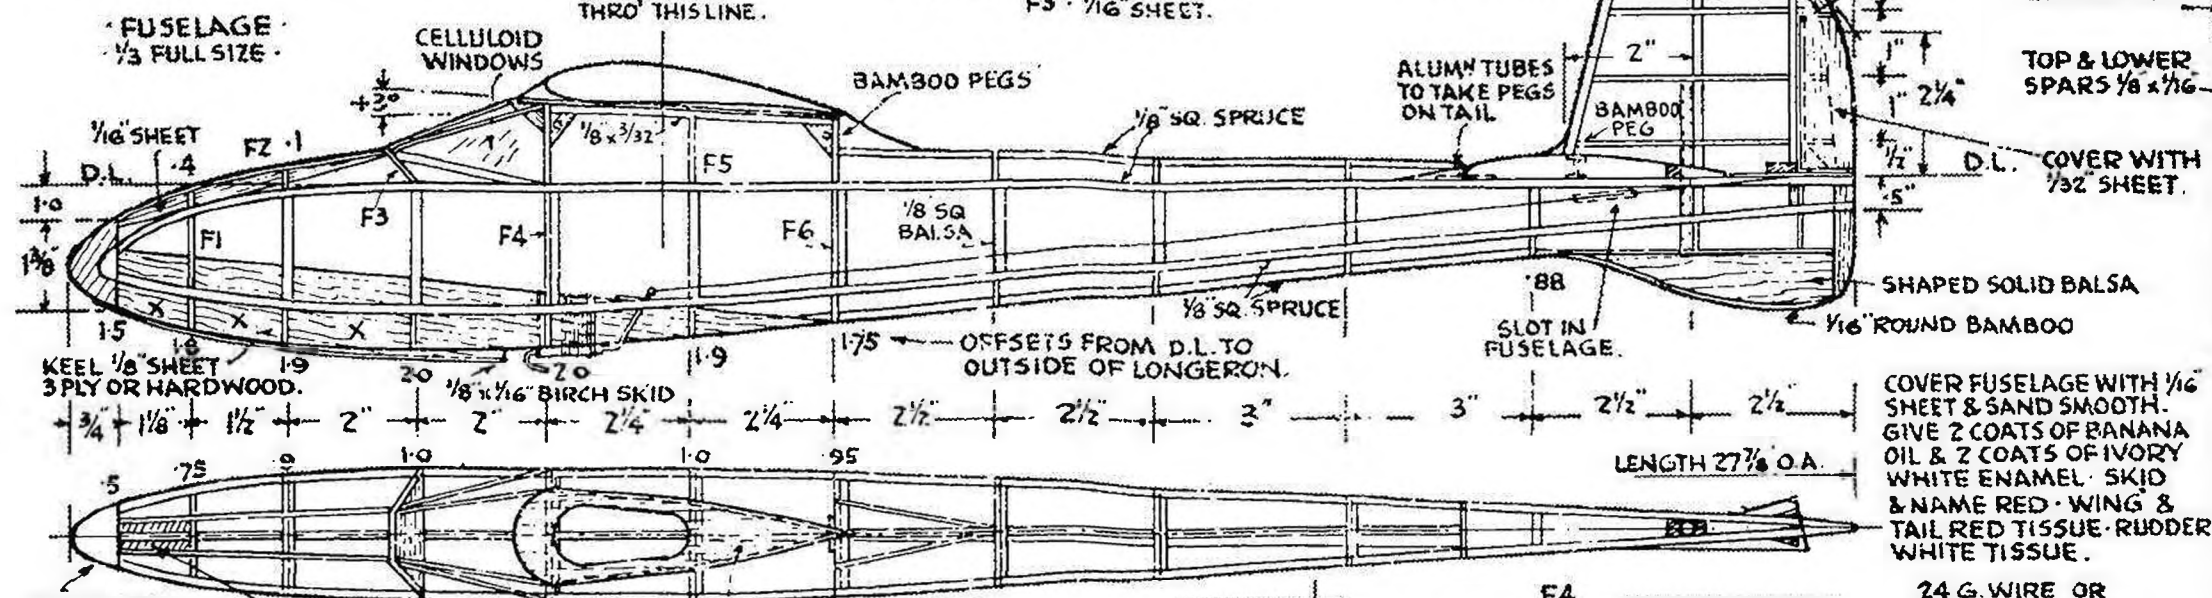 THRO' THIS LINE.
F3 · 1/16" SHEET.
· FUSELAGE ·
· 1/3 FULL SIZE ·
CELLULOID
WINDOWS
+3°
BAMBOO PEGS
ALUMN TUBES
TO TAKE PEGS
ON TAIL
2"
1"
1"
2 1/4"
1/2"
.5"
TOP & LOWER
SPARS 1/8 x 1/16
BAMBOO
PEG
D.L.
COVER WITH
1/32" SHEET.
1/16" SHEET
F2 .1
.4
D.L.
1/8 x 3/32
1/8" SQ. SPRUCE
F5
1.0
F3
F1
F4
F6
1/8" SQ
BALSA
1 3/8"
1/8" SQ. SPRUCE
.88
SLOT IN
FUSELAGE.
SHAPED SOLID BALSA
1/16" ROUND BAMBOO
X X X
1.5
1.8
1.9
2.0
2.0
1.9
1.75
OFFSETS FROM D.L. TO
OUTSIDE OF LONGERON.
KEEL 1/8" SHEET
3 PLY OR HARDWOOD.
1/8" x 1/16" BIRCH SKID
3/4" 1 1/8" 1 1/2" 2" 2" 2 1/4" 2 1/4" 2 1/2" 2 1/2" 3" 3" 2 1/2" 2 1/2"
.5 .75 .9 1.0 1.0 .95
LENGTH 27 7/8" O.A.
COVER FUSELAGE WITH 1/16"
SHEET & SAND SMOOTH.
GIVE 2 COATS OF BANANA
OIL & 2 COATS OF IVORY
WHITE ENAMEL. SKID
& NAME RED · WING &
TAIL RED TISSUE · RUDDER
WHITE TISSUE.
F4
24 G. WIRE OR